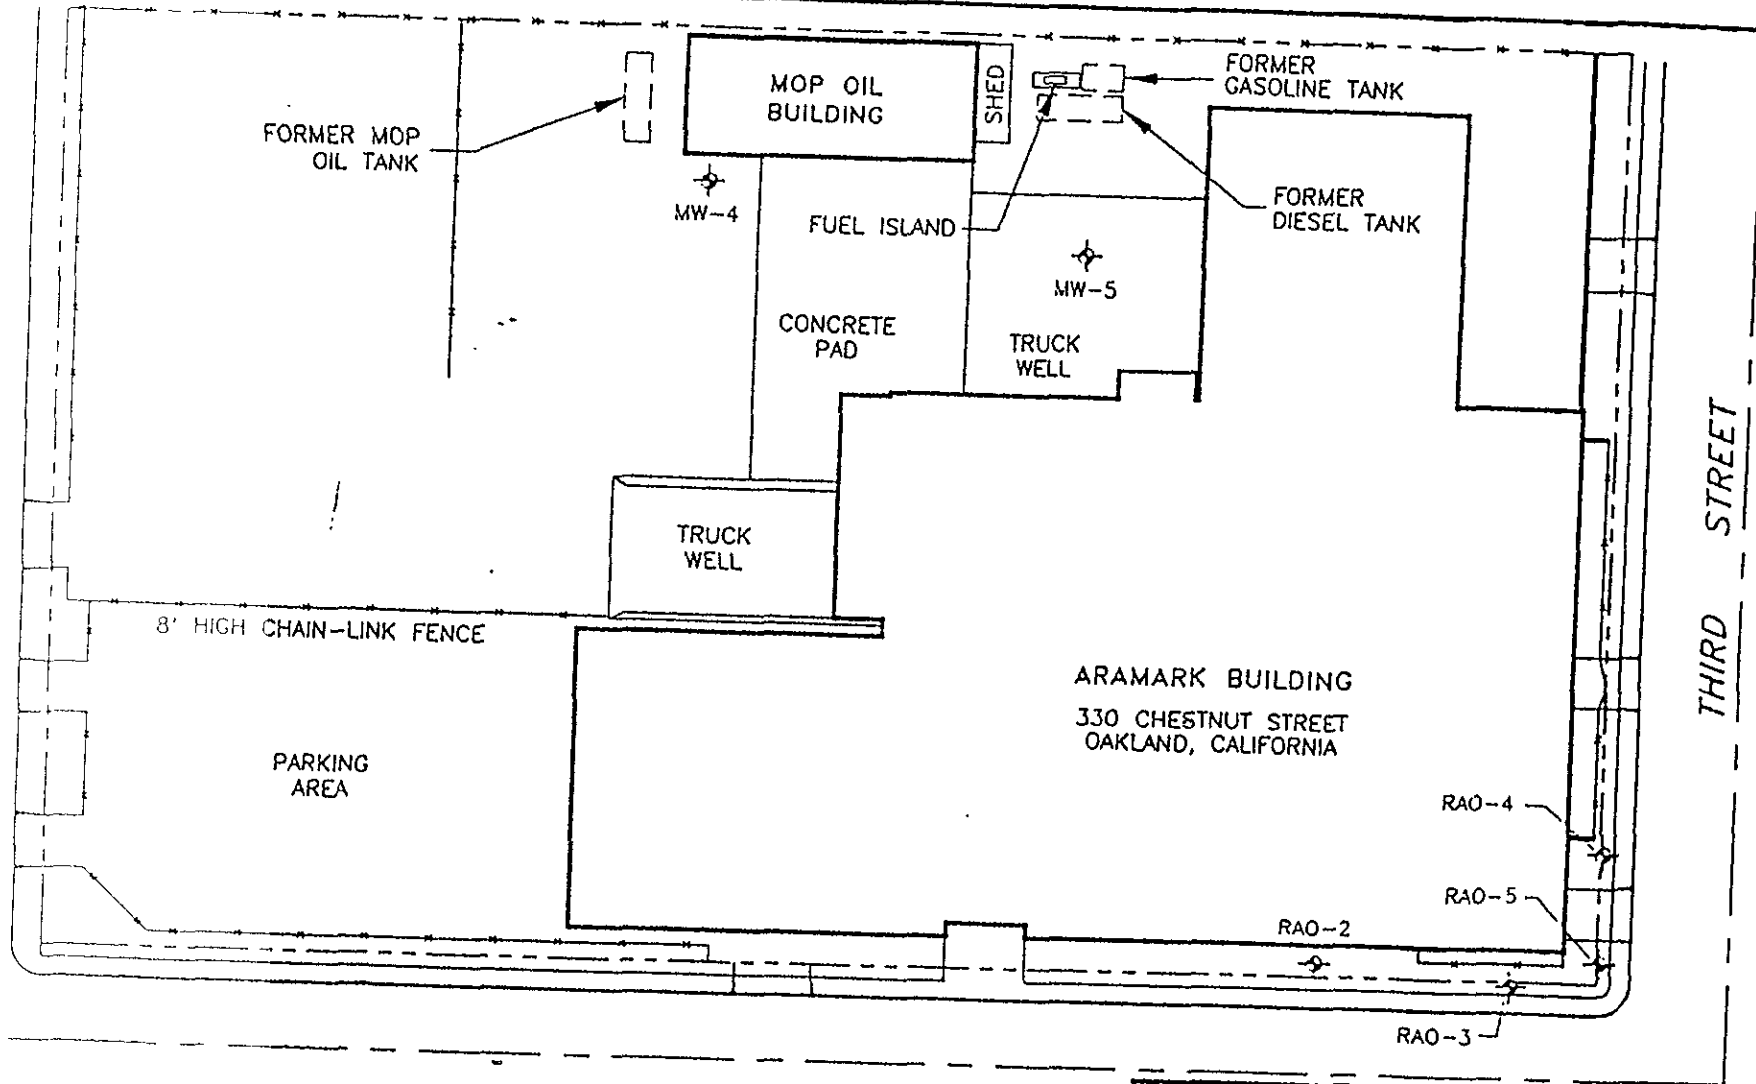 FORMER MOP
OIL TANK
MOP OIL
BUILDING
SHED
FORMER
GASOLINE TANK
FORMER
DIESEL TANK
MW-4
FUEL ISLAND
MW-5
CONCRETE
PAD
TRUCK
WELL
TRUCK
WELL
8' HIGH CHAIN-LINK FENCE
THIRD STREET
ARAMARK BUILDING
330 CHESTNUT STREET
OAKLAND, CALIFORNIA
PARKING
AREA
RAO-4
RAO-5
RAO-2
RAO-3